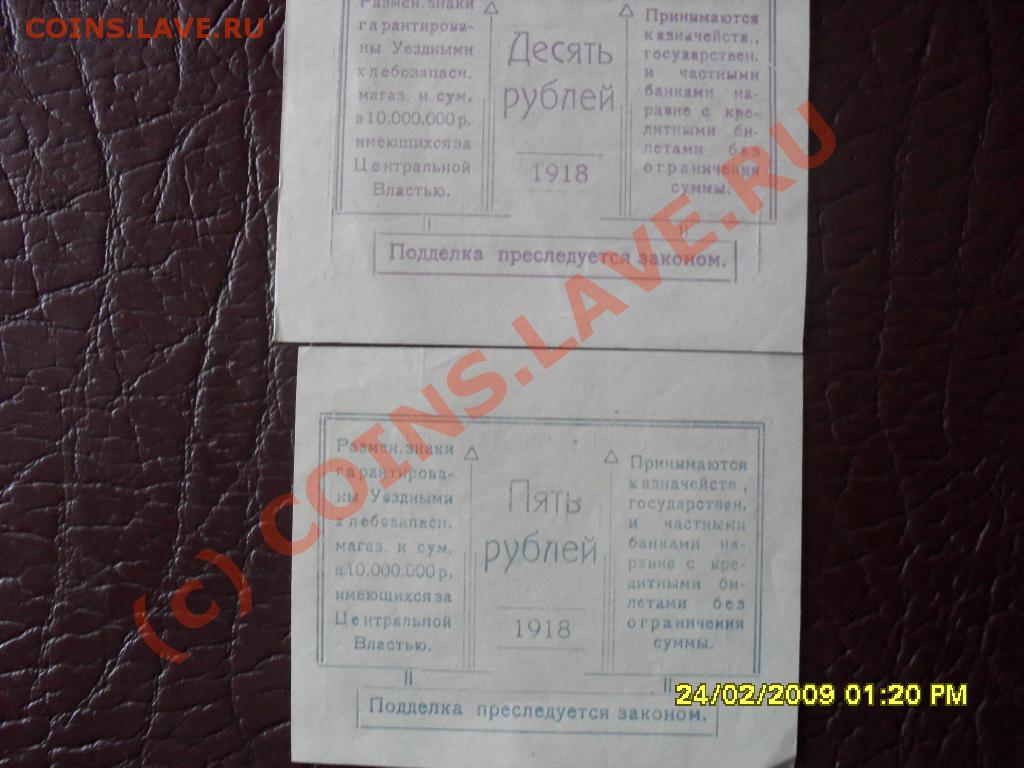 COINS.LAVE.RU
Размен. знаки
гарантирова-
ны Уездными
хлебозапасн.
магаз. и сум.
в 10.000.000 р.
имеющихся за
Центральной
Властью.
Десять
рублей
1918
Принимаются
казначейств.,
государствен.
и частными
банками на-
равне с кре-
дитными би-
летами без
ограничения
суммы.
Подделка преследуется законом.
Размен. знаки
гарантирова-
ны Уездными
хлебозапасн.
магаз. и сум.
в 10.000.000 р.
имеющихся за
Центральной
Властью.
Пять
рублей
1918
Принимаются
казначейств.,
государствен.
и частными
банками на-
равне с кре-
дитными би-
летами без
ограничения
суммы.
Подделка преследуется законом.
(c) COINS.LAVE.RU
24/02/2009 01:20 PM